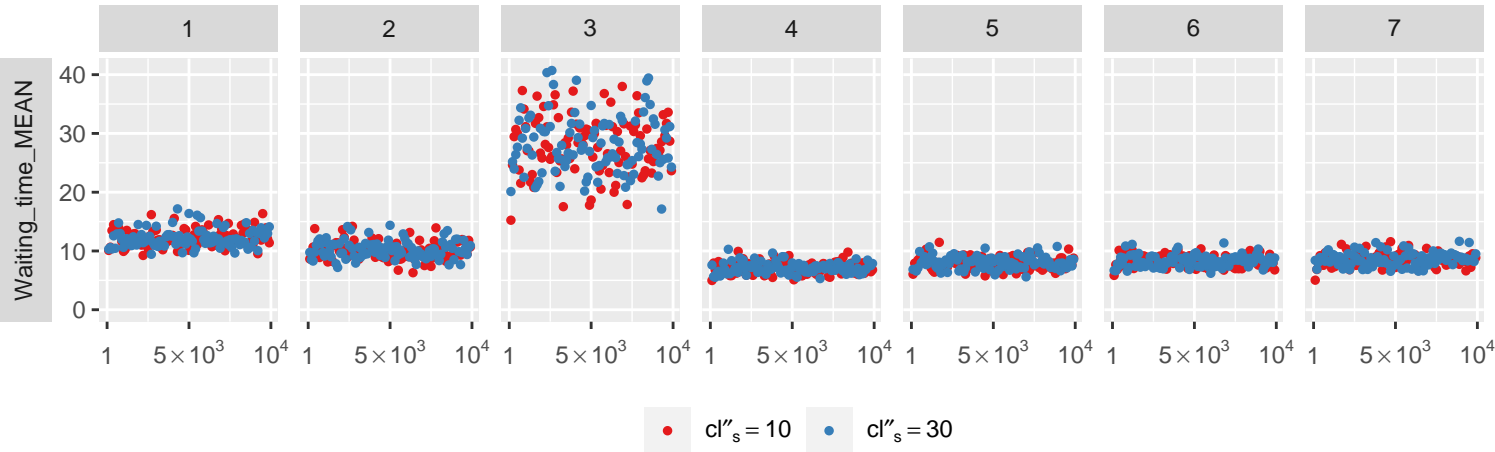 1 2 3 4 5 6 7
Waiting_time_MEAN
40
30
20
10
0
1 5×10³ 10⁴ 1 5×10³ 10⁴ 1 5×10³ 10⁴ 1 5×10³ 10⁴ 1 5×10³ 10⁴ 1 5×10³ 10⁴ 1 5×10³ 10⁴
cl″ₛ = 10 cl″ₛ = 30